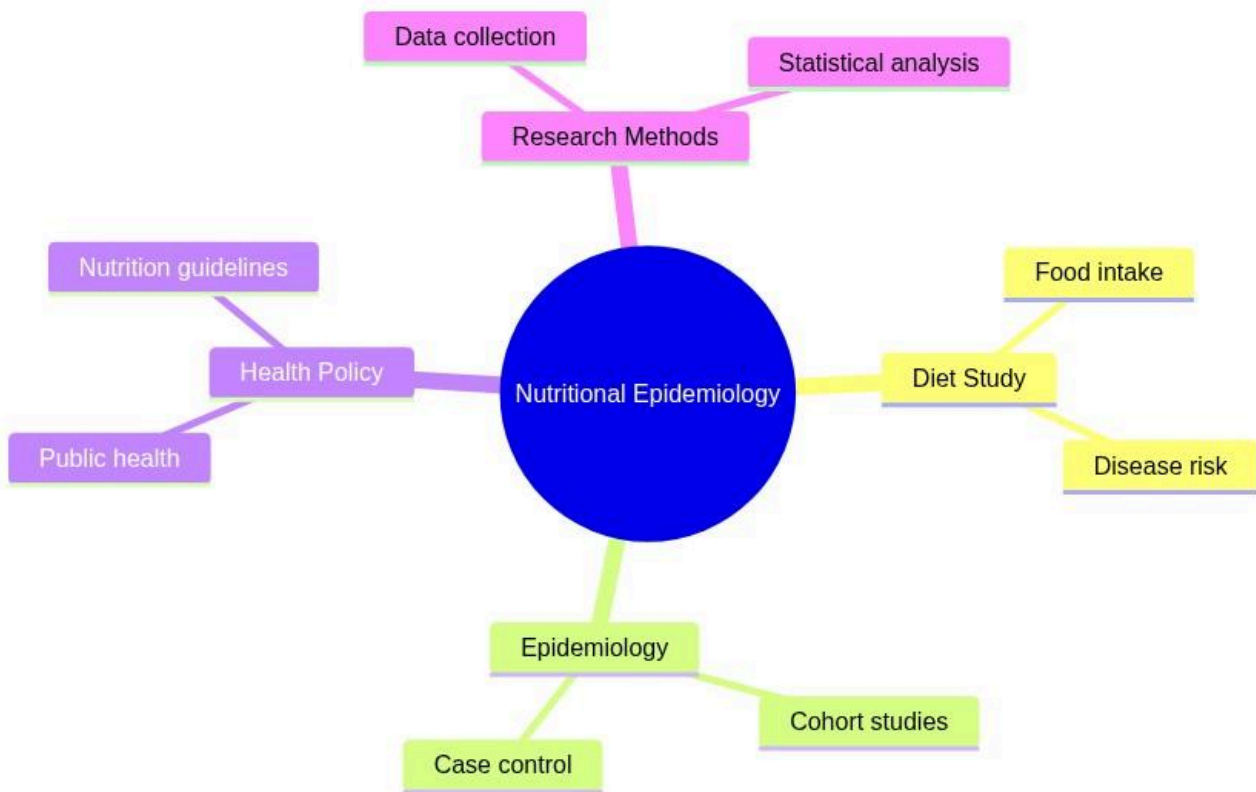 Data collection
Statistical analysis
Research Methods
Nutrition guidelines
Food intake
Health Policy
Diet Study
Nutritional Epidemiology
Public health
Disease risk
Epidemiology
Cohort studies
Case control